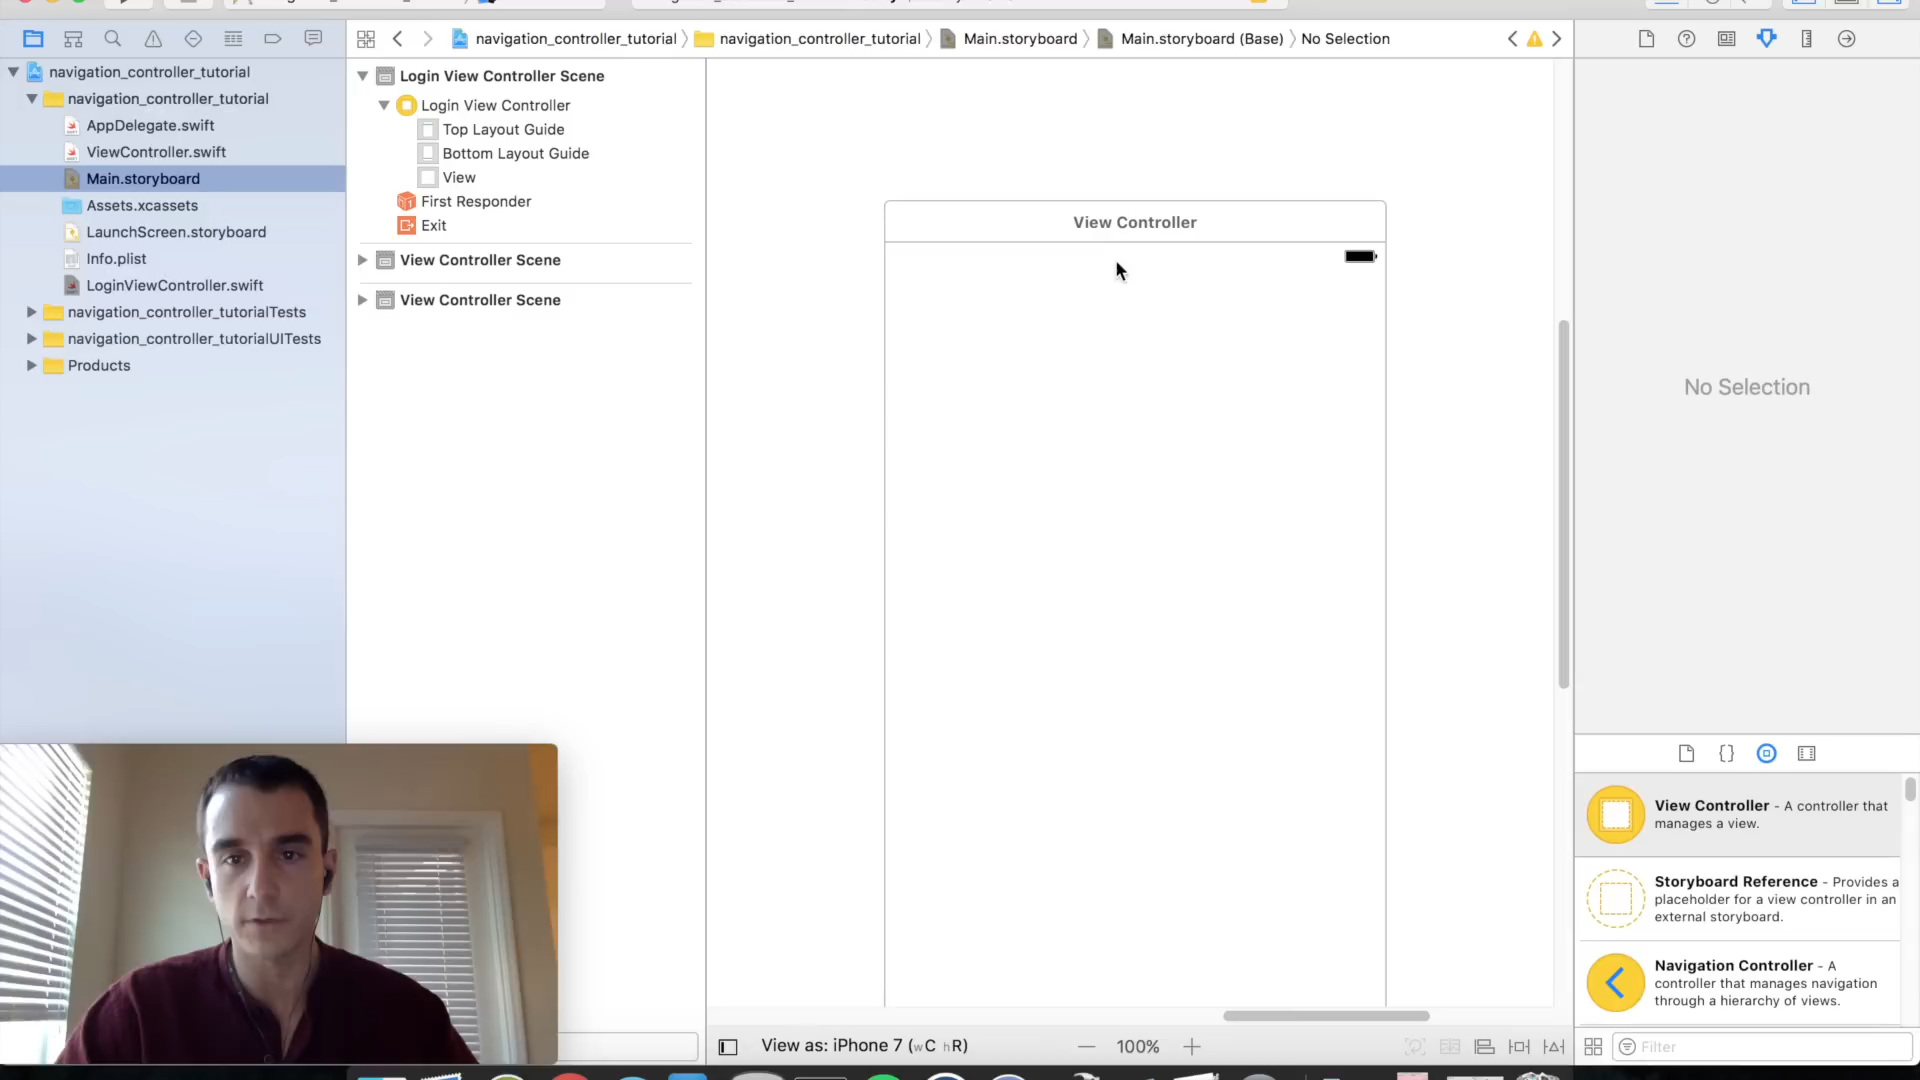 navigation_controller_tutorial
navigation_controller_tutorial
Main.storyboard
Main.storyboard (Base)
No Selection
navigation_controller_tutorial
navigation_controller_tutorial
AppDelegate.swift
ViewController.swift
Main.storyboard
Assets.xcassets
LaunchScreen.storyboard
Info.plist
LoginViewController.swift
navigation_controller_tutorialTests
navigation_controller_tutorialUITests
Products
Login View Controller Scene
Login View Controller
Top Layout Guide
Bottom Layout Guide
View
First Responder
Exit
View Controller Scene
View Controller Scene
View Controller
No Selection
View Controller - A controller that
manages a view.
Storyboard Reference - Provides a
placeholder for a view controller in an
external storyboard.
Navigation Controller - A
controller that manages navigation
through a hierarchy of views.
View as: iPhone 7 (wC hR)
100%
Filter